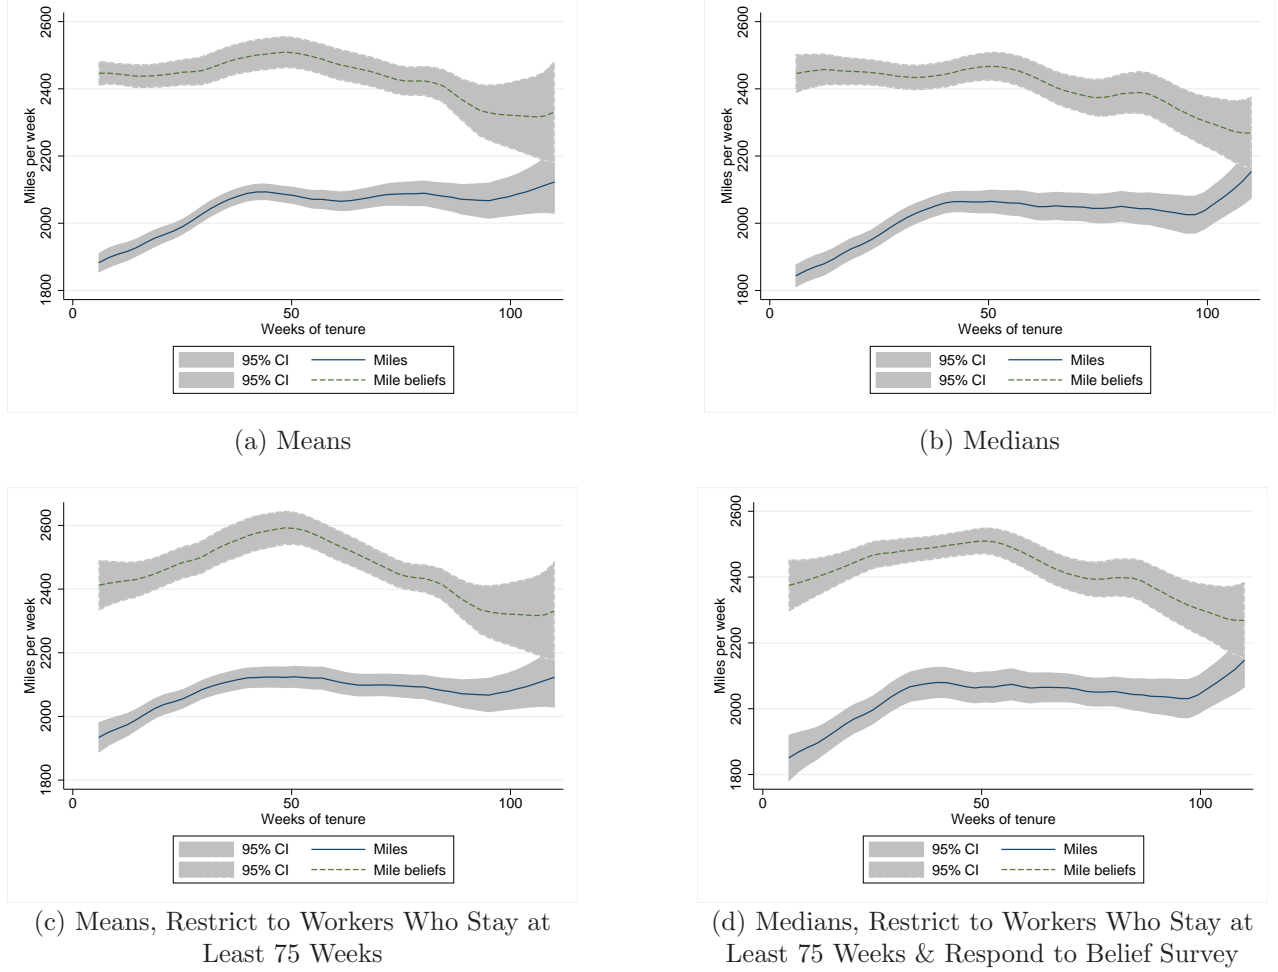 2600
2400
2200
2000
1800
Miles per week
0 50 100
Weeks of tenure
95% CI Miles
95% CI Mile beliefs
(a) Means
2600
2400
2200
2000
1800
Miles per week
0 50 100
Weeks of tenure
95% CI Miles
95% CI Mile beliefs
(b) Medians
2600
2400
2200
2000
1800
Miles per week
0 50 100
Weeks of tenure
95% CI Miles
95% CI Mile beliefs
(c) Means, Restrict to Workers Who Stay at
Least 75 Weeks
2600
2400
2200
2000
1800
Miles per week
0 50 100
Weeks of tenure
95% CI Miles
95% CI Mile beliefs
(d) Medians, Restrict to Workers Who Stay at
Least 75 Weeks & Respond to Belief Survey